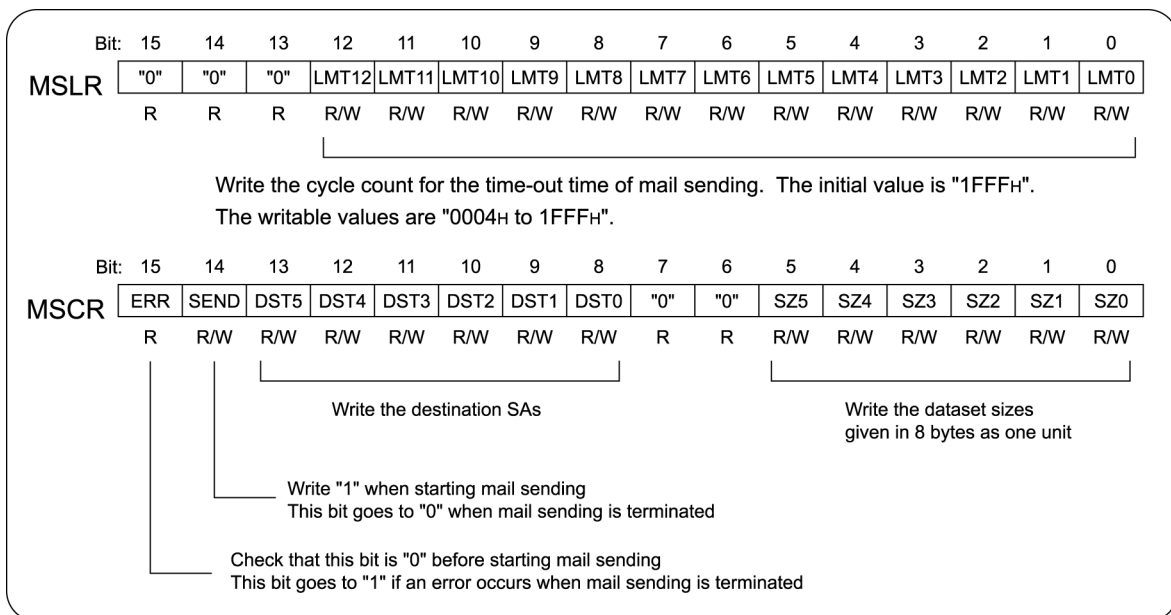 Bit: 15 14 13 12 11 10 9 8 7 6 5 4 3 2 1 0
MSLR "0" "0" "0" LMT12 LMT11 LMT10 LMT9 LMT8 LMT7 LMT6 LMT5 LMT4 LMT3 LMT2 LMT1 LMT0
R R R R/W R/W R/W R/W R/W R/W R/W R/W R/W R/W R/W R/W R/W
Write the cycle count for the time-out time of mail sending. The initial value is "1FFFH".
The writable values are "0004H to 1FFFH".
Bit: 15 14 13 12 11 10 9 8 7 6 5 4 3 2 1 0
MSCR ERR SEND DST5 DST4 DST3 DST2 DST1 DST0 "0" "0" SZ5 SZ4 SZ3 SZ2 SZ1 SZ0
R R/W R/W R/W R/W R/W R/W R/W R R R/W R/W R/W R/W R/W R/W
Write the destination SAs
Write the dataset sizes
given in 8 bytes as one unit
Write "1" when starting mail sending
This bit goes to "0" when mail sending is terminated
Check that this bit is "0" before starting mail sending
This bit goes to "1" if an error occurs when mail sending is terminated